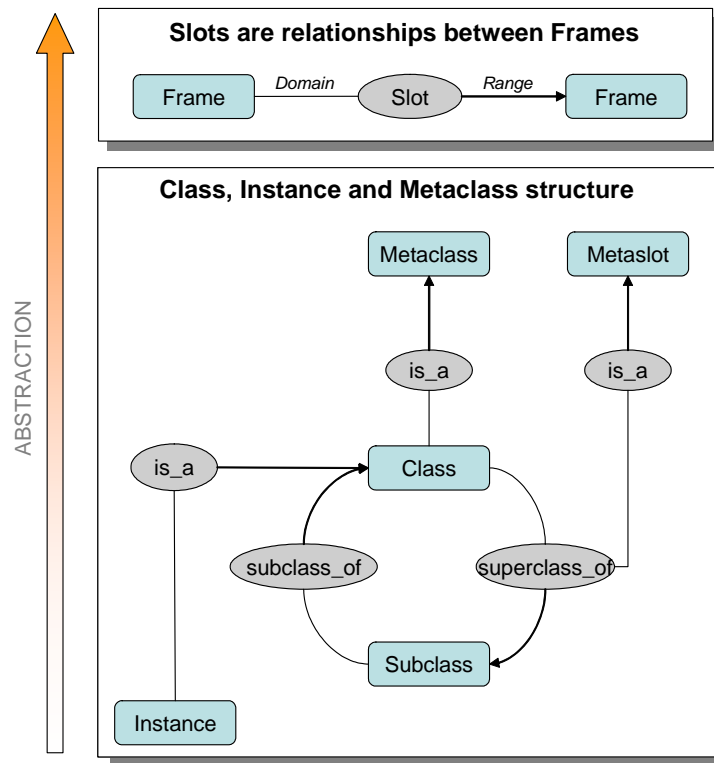 Slots are relationships between Frames
Frame
Domain
Slot
Range
Frame
Class, Instance and Metaclass structure
Metaclass
Metaslot
is_a
is_a
ABSTRACTION
is_a
Class
subclass_of
superclass_of
Subclass
Instance